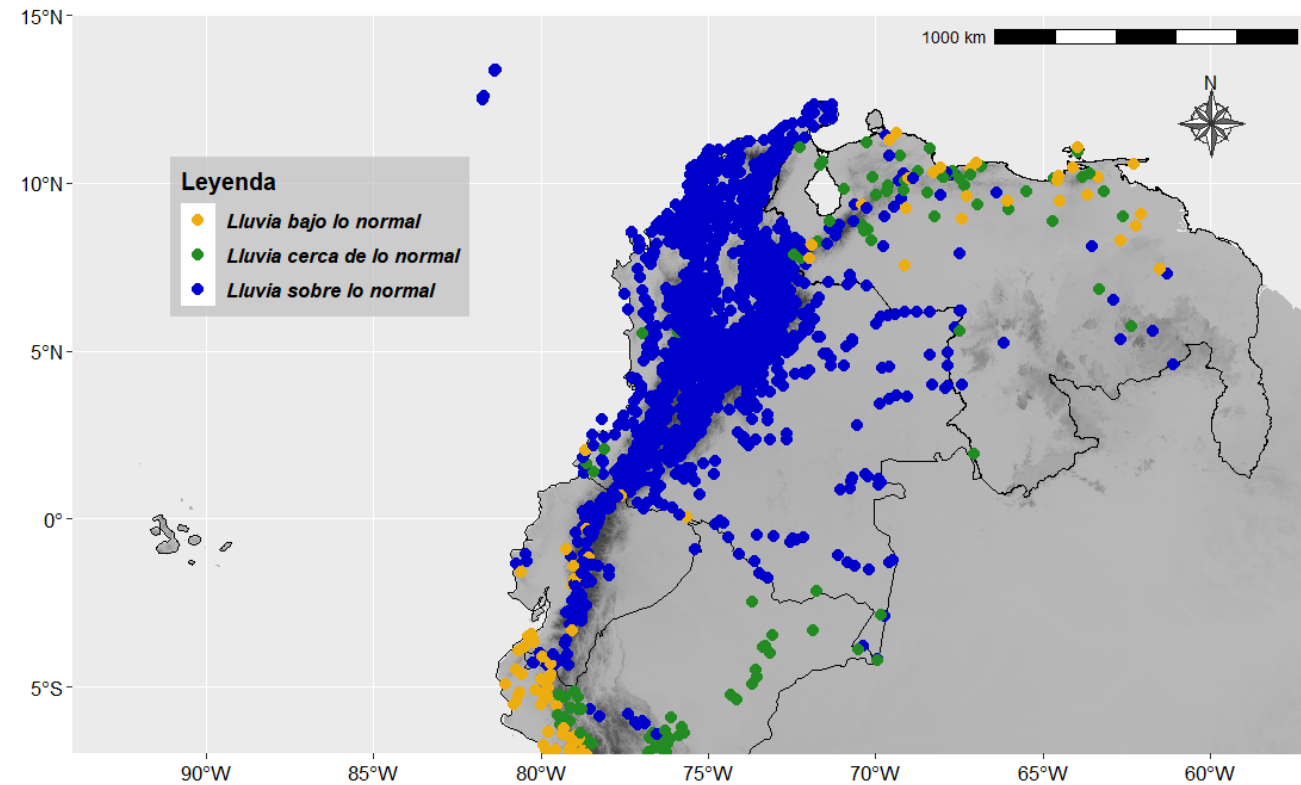 15°N
1000 km
N
Leyenda
Lluvia bajo lo normal
Lluvia cerca de lo normal
Lluvia sobre lo normal
10°N
5°N
0°
5°S
90°W
85°W
80°W
75°W
70°W
65°W
60°W